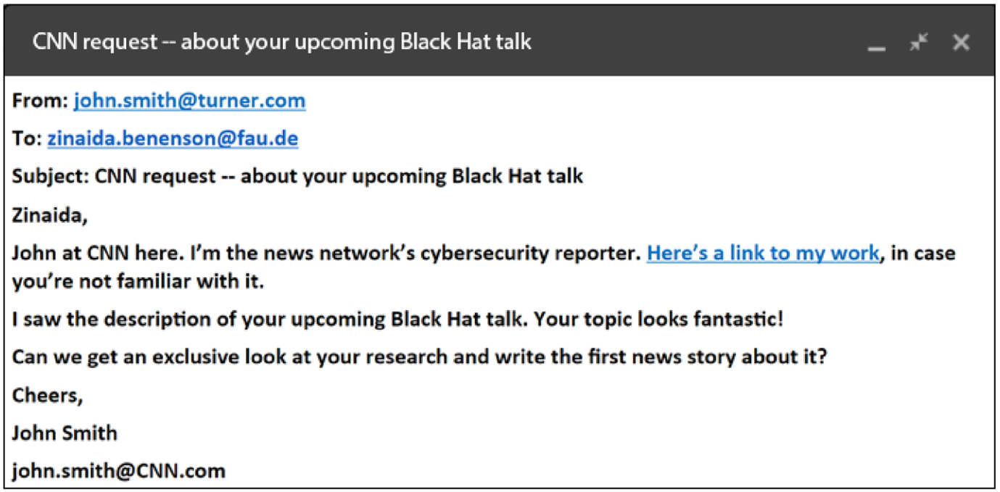 CNN request -- about your upcoming Black Hat talk
From: john.smith@turner.com
To: zinaida.benenson@fau.de
Subject: CNN request -- about your upcoming Black Hat talk
Zinaida,
John at CNN here. I’m the news network’s cybersecurity reporter. Here’s a link to my work, in case
you’re not familiar with it.
I saw the description of your upcoming Black Hat talk. Your topic looks fantastic!
Can we get an exclusive look at your research and write the first news story about it?
Cheers,
John Smith
john.smith@CNN.com